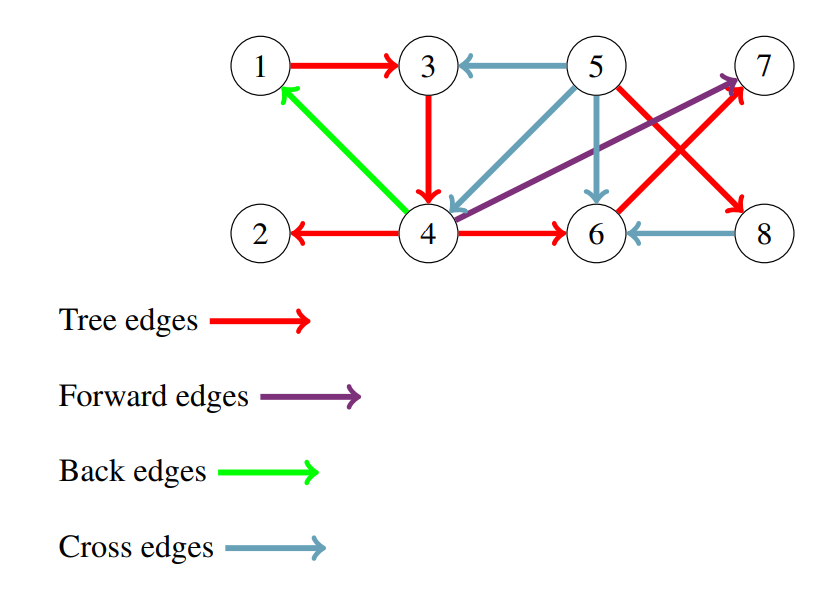 1 3 5 7
2 4 6 8
Tree edges
Forward edges
Back edges
Cross edges